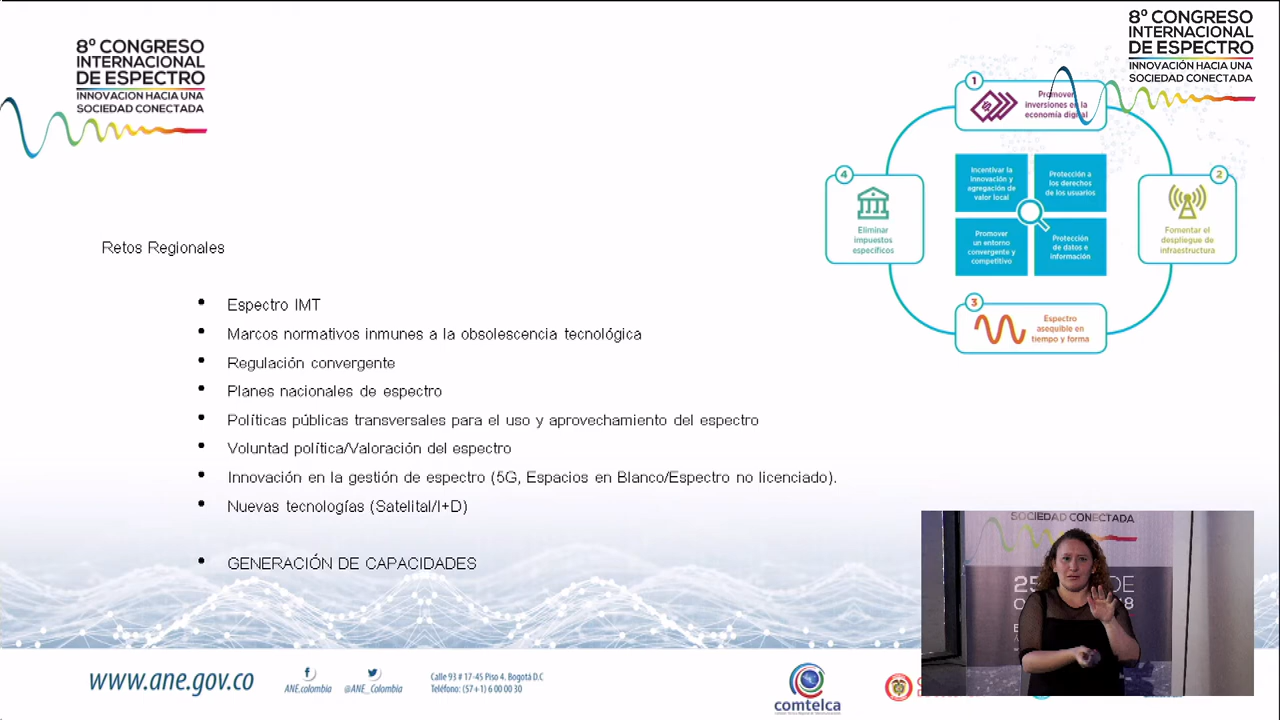 8º CONGRESO
INTERNACIONAL
DE ESPECTRO
INNOVACION HACIA UNA
SOCIEDAD CONECTADA
8º CONGRESO
INTERNACIONAL
DE ESPECTRO
INNOVACIÓN HACIA UNA
SOCIEDAD CONECTADA
1
Promover
inversiones en la
economía digital
4
Eliminar
impuestos
específicos
Incentivar la
innovación y
agregación de
valor local
Protección a
los derechos
de los usuarios
Promover
un entorno
convergente y
competitivo
Protección
de datos e
información
2
Fomentar el
despliegue de
infraestructura
3
Espectro
asequible en
tiempo y forma
Retos Regionales
• Espectro IMT
• Marcos normativos inmunes a la obsolescencia tecnológica
• Regulación convergente
• Planes nacionales de espectro
• Políticas públicas transversales para el uso y aprovechamiento del espectro
• Voluntad política/Valoración del espectro
• Innovación en la gestión de espectro (5G, Espacios en Blanco/Espectro no licenciado).
• Nuevas tecnologías (Satelital/I+D)
• GENERACIÓN DE CAPACIDADES
SOCIEDAD CONECTADA
25
DE
18
www.ane.gov.co
ANE.colombia
@ANE_Colombia
Calle 93 # 17-45 Piso 4. Bogotá D.C
Teléfono: (57+1) 6 00 00 30
comtelca